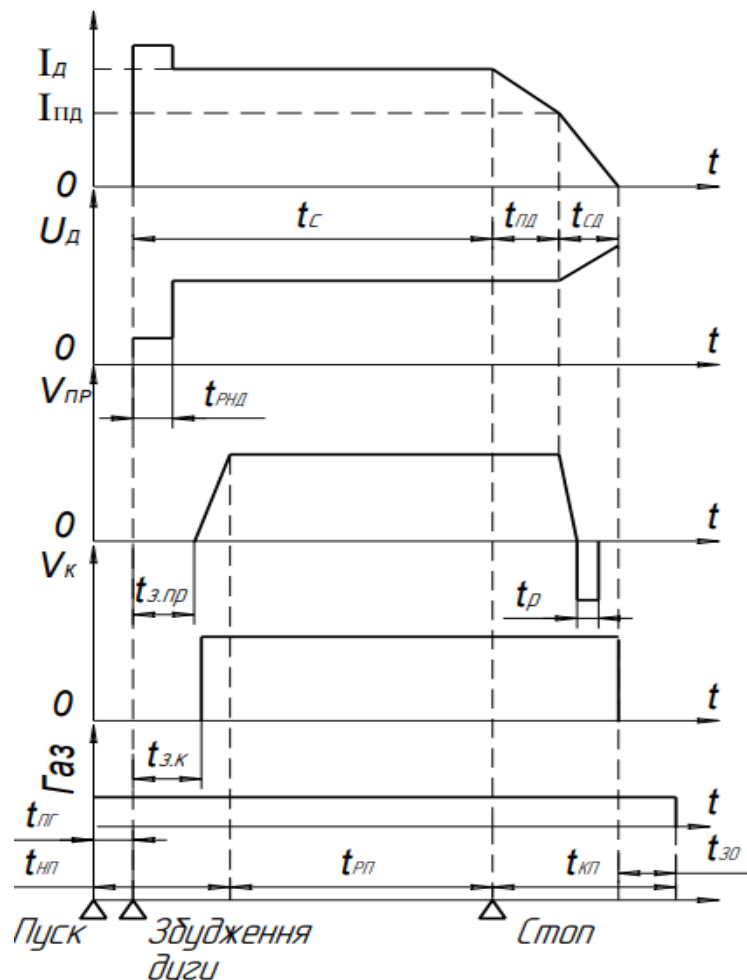 Iд
Iпд
0
t
Uд
tс
tпд
tсд
0
t
Vпр
tрнд
0
t
Vк
tз.пр
tр
0
t
Газ
tз.к
t
tпг
tзо
tнп
tрп
tкп
Пуск
Збудження
дуги
Стоп